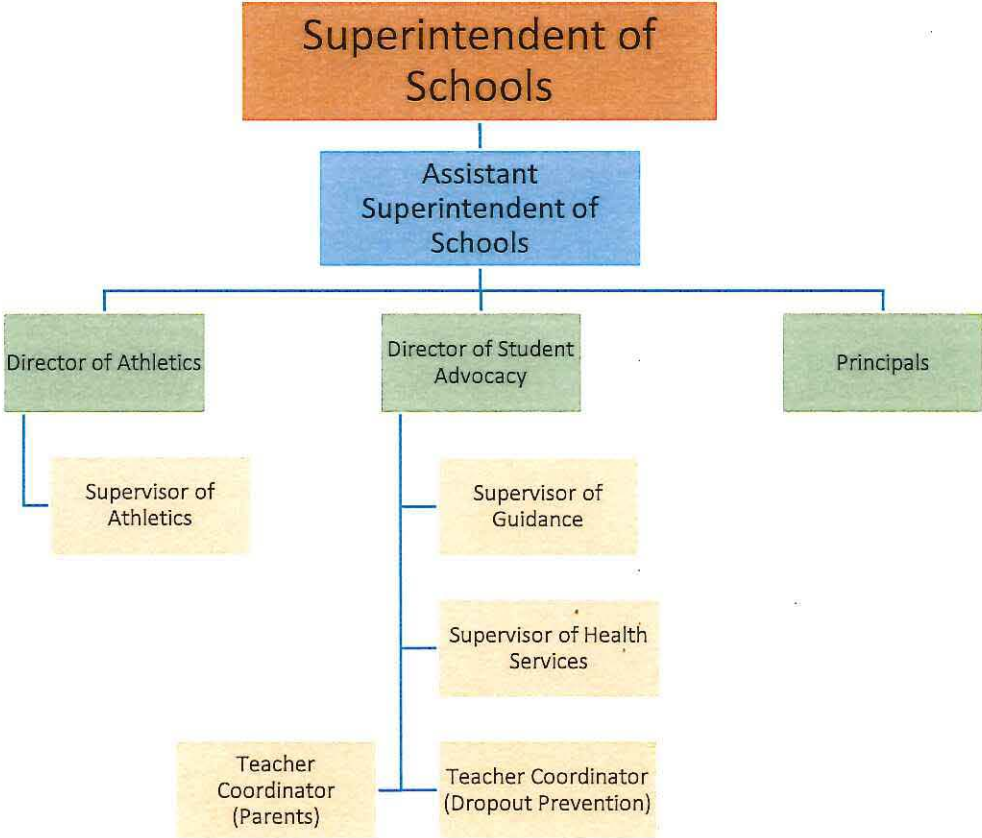 Superintendent of
Schools
Assistant
Superintendent of
Schools
Director of Athletics
Director of Student
Advocacy
Principals
Supervisor of
Athletics
Supervisor of
Guidance
Supervisor of Health
Services
Teacher
Coordinator
(Parents)
Teacher Coordinator
(Dropout Prevention)